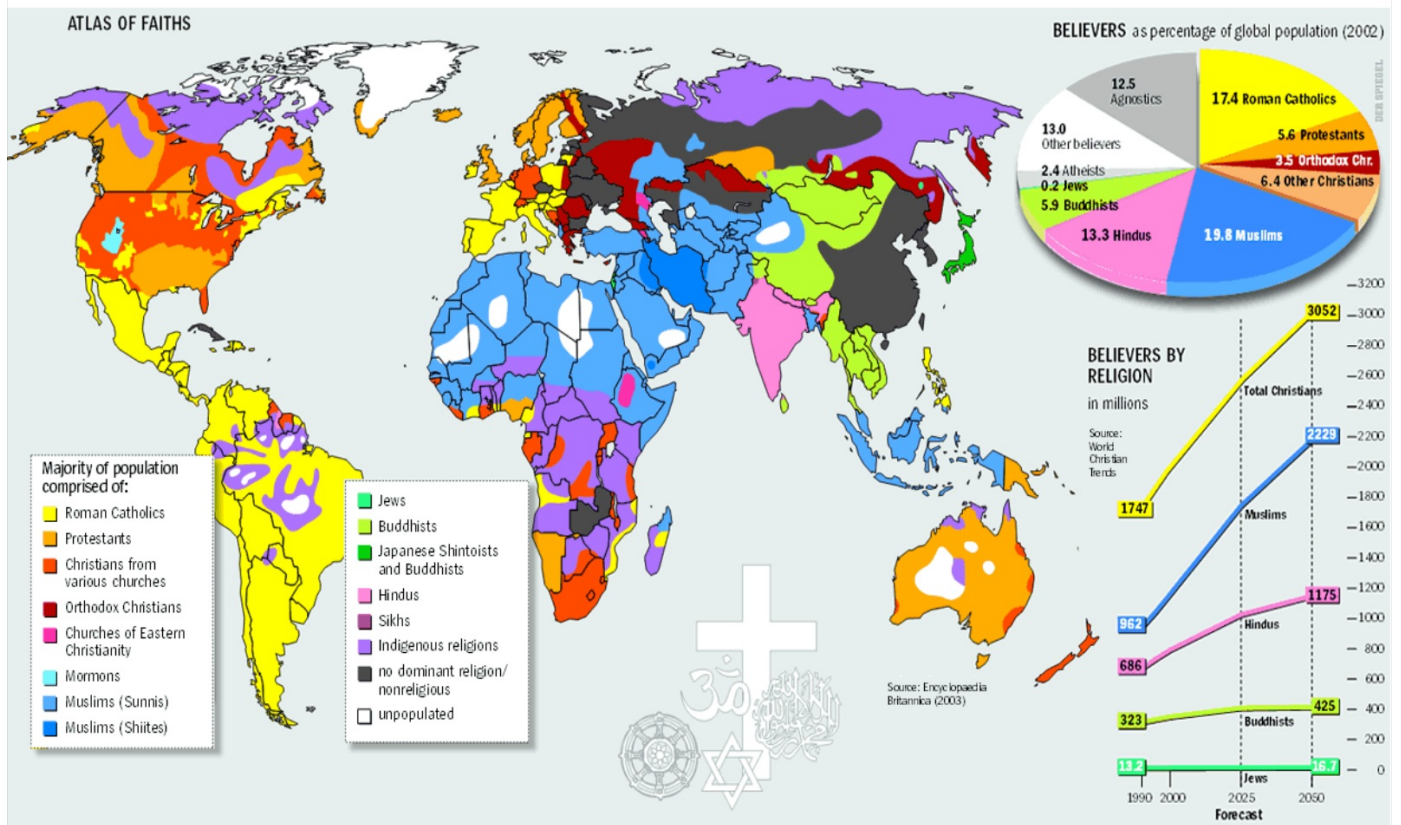 ATLAS OF FAITHS
BELIEVERS as percentage of global population (2002)
12.5
Agnostics
17.4 Roman Catholics
5.6 Protestants
3.5 Orthodox Chr.
6.4 Other Christians
13.0
Other believers
2.4 Atheists
0.2 Jews
5.9 Buddhists
13.3 Hindus
19.8 Muslims
DER SPIEGEL
Majority of population
comprised of:
Roman Catholics
Protestants
Christians from
various churches
Orthodox Christians
Churches of Eastern
Christianity
Mormons
Muslims (Sunnis)
Muslims (Shiites)
Jews
Buddhists
Japanese Shintoists
and Buddhists
Hindus
Sikhs
Indigenous religions
no dominant religion/
nonreligious
unpopulated
Source: Encyclopaedia
Britannica (2003)
BELIEVERS BY
RELIGION
in millions
Source:
World
Christian
Trends
3200
3000
2800
2600
2400
2200
2000
1800
1600
1400
1200
1000
800
600
400
200
0
1747
3052
Total Christians
962
2229
Muslims
686
1175
Hindus
323
425
Buddhists
13.2
16.7
Jews
1990 2000 2025 2050
Forecast
ॐ